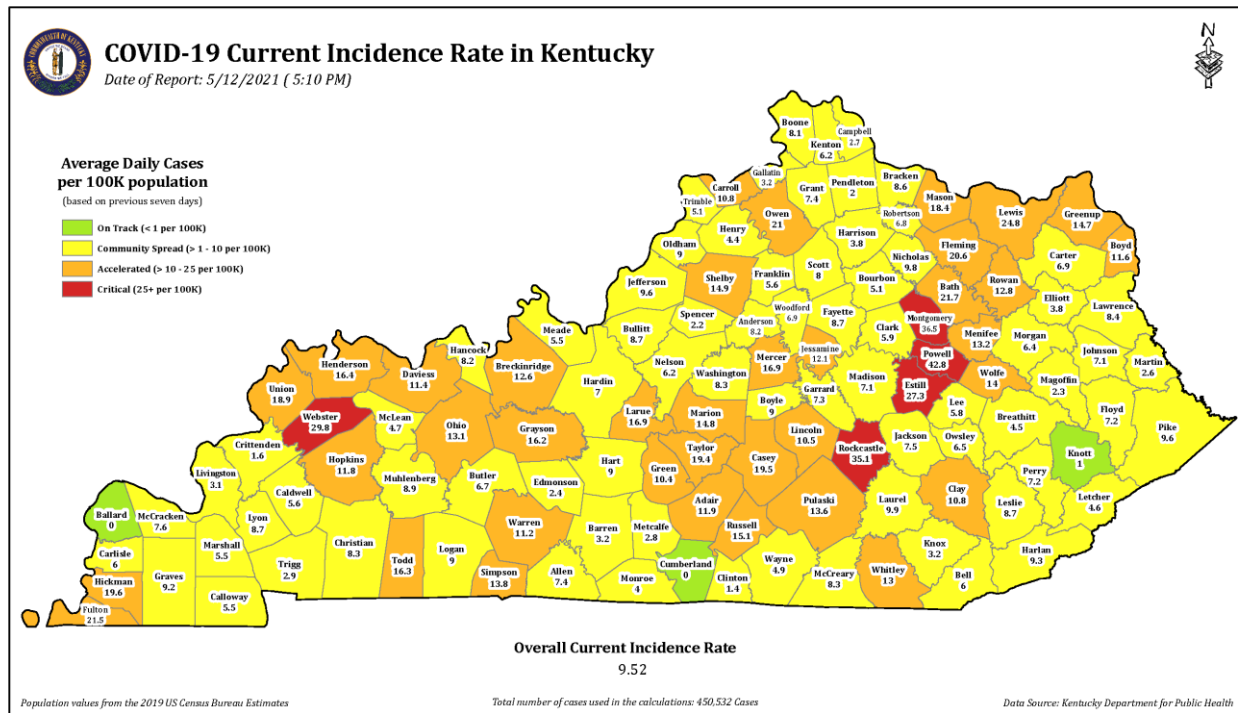 COVID-19 Current Incidence Rate in Kentucky
Date of Report: 5/12/2021 ( 5:10 PM)
N
Average Daily Cases
per 100K population
(based on previous seven days)
On Track (< 1 per 100K)
Community Spread (> 1 - 10 per 100K)
Accelerated (> 10 - 25 per 100K)
Critical (25+ per 100K)
Boone
8.1
Kenton
6.2
Campbell
2.7
Gallatin
3.2
Carroll
10.8
Trimble
5.1
Owen
21
Grant
7.4
Pendleton
2
Bracken
8.6
Robertson
6.8
Mason
18.4
Lewis
24.8
Greenup
14.7
Boyd
11.6
Henry
4.4
Oldham
9
Harrison
3.8
Nicholas
9.8
Fleming
20.6
Carter
6.9
Jefferson
9.6
Shelby
14.9
Franklin
5.6
Scott
8
Bourbon
5.1
Bath
21.7
Rowan
12.8
Elliott
3.8
Lawrence
8.4
Meade
5.5
Bullitt
8.7
Spencer
2.2
Anderson
8.2
Woodford
6.9
Fayette
8.7
Clark
5.9
Montgomery
36.5
Menifee
13.2
Morgan
6.4
Johnson
7.1
Martin
2.6
Hancock
8.2
Breckinridge
12.6
Hardin
7
Nelson
6.2
Washington
8.3
Mercer
16.9
Jessamine
12.1
Garrard
7.3
Madison
7.1
Powell
42.8
Estill
27.3
Wolfe
14
Magoffin
2.3
Floyd
7.2
Pike
9.6
Henderson
16.4
Daviess
11.4
Union
18.9
Webster
29.8
McLean
4.7
Ohio
13.1
Grayson
16.2
Larue
16.9
Marion
14.8
Boyle
9
Lincoln
10.5
Rockcastle
35.1
Jackson
7.5
Lee
5.8
Owsley
6.5
Breathitt
4.5
Knott
1
Crittenden
1.6
Hopkins
11.8
Muhlenberg
8.9
Butler
6.7
Edmonson
2.4
Hart
9
Green
10.4
Taylor
19.4
Casey
19.5
Pulaski
13.6
Laurel
9.9
Clay
10.8
Perry
7.2
Leslie
8.7
Letcher
4.6
Livingston
3.1
Caldwell
5.6
Lyon
8.7
Christian
8.3
Todd
16.3
Logan
9
Warren
11.2
Barren
3.2
Metcalfe
2.8
Adair
11.9
Russell
15.1
Wayne
4.9
McCreary
8.3
Whitley
13
Knox
3.2
Bell
6
Harlan
9.3
Ballard
0
McCracken
7.6
Carlisle
6
Graves
9.2
Marshall
5.5
Calloway
5.5
Trigg
2.9
Hickman
19.6
Fulton
21.5
Simpson
13.8
Allen
7.4
Monroe
4
Cumberland
0
Clinton
1.4
Overall Current Incidence Rate
9.52
Population values from the 2019 US Census Bureau Estimates
Total number of cases used in the calculations: 450,532 Cases
Data Source: Kentucky Department for Public Health